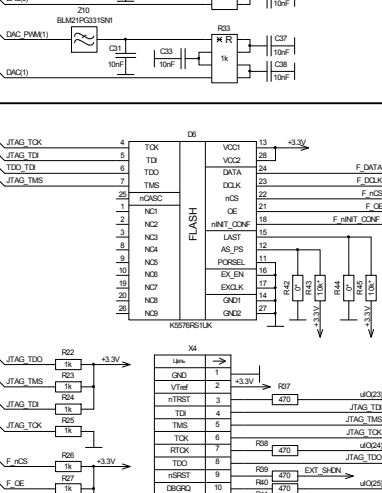 10nF
10nF
Z10
BLM21PG331SN1
R33
DAC_PWM(1)
C31
10nF
C33
10nF
* R
1k
C37
10nF
C38
10nF
DAC(1)
D6
JTAG_TCK 4 TCK VCC1 13 +3.3V
JTAG_TDI 5 TDI VCC2 28
TDO_TDI 6 TDO DATA 24 F_DATA
JTAG_TMS 7 TMS DCLK 23 F_DCLK
25 nCASC nCS 22 F_nCS
1 NC1 OE 21 F_OE
2 NC2 nINIT_CONF 18 F_nINIT_CONF
3 NC3 LAST 15
8 NC4 AS_PS 12
9 NC5 PORSEL 11
10 NC6 EX_EN 16
19 NC7 EXCLK 17
20 NC8 GND1 14
26 NC9 GND2 27
FLASH
K5576RS1UK
R42 0*
R43 10k*
R44 0*
R45 10k*
+3.3V
+3.3V
R22
JTAG_TDO 1k +3.3V
R23
JTAG_TMS 1k
R24
JTAG_TDI 1k
R25
JTAG_TCK 1k
R26
F_nCS 1k +3.3V
R27
F_OE 1k
X4
Цепь
GND 1
VTref 2 +3.3V
nTRST 3 R37 470 uIO(23)
TDI 4 JTAG_TDI
TMS 5 JTAG_TMS
TCK 6 JTAG_TCK
RTCK 7 R38 470 uIO(24)
TDO 8 JTAG_TDO
nSRST 9 R39 470 EXT_SHDN
DBGRQ 10 R40 470 uIO(25)